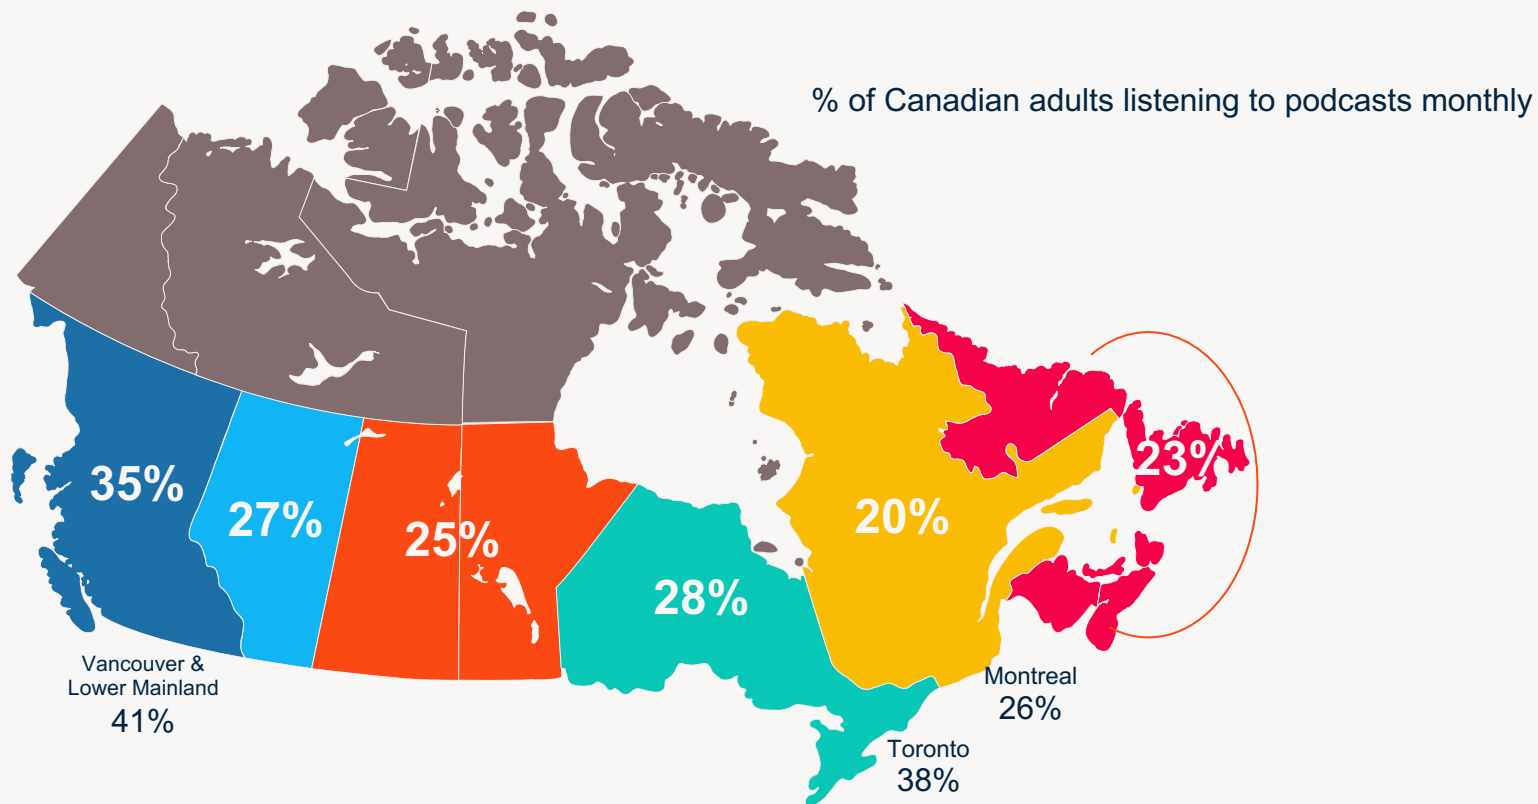 % of Canadian adults listening to podcasts monthly
35%
27%
25%
28%
20%
23%
Vancouver &
Lower Mainland
41%
Montreal
26%
Toronto
38%